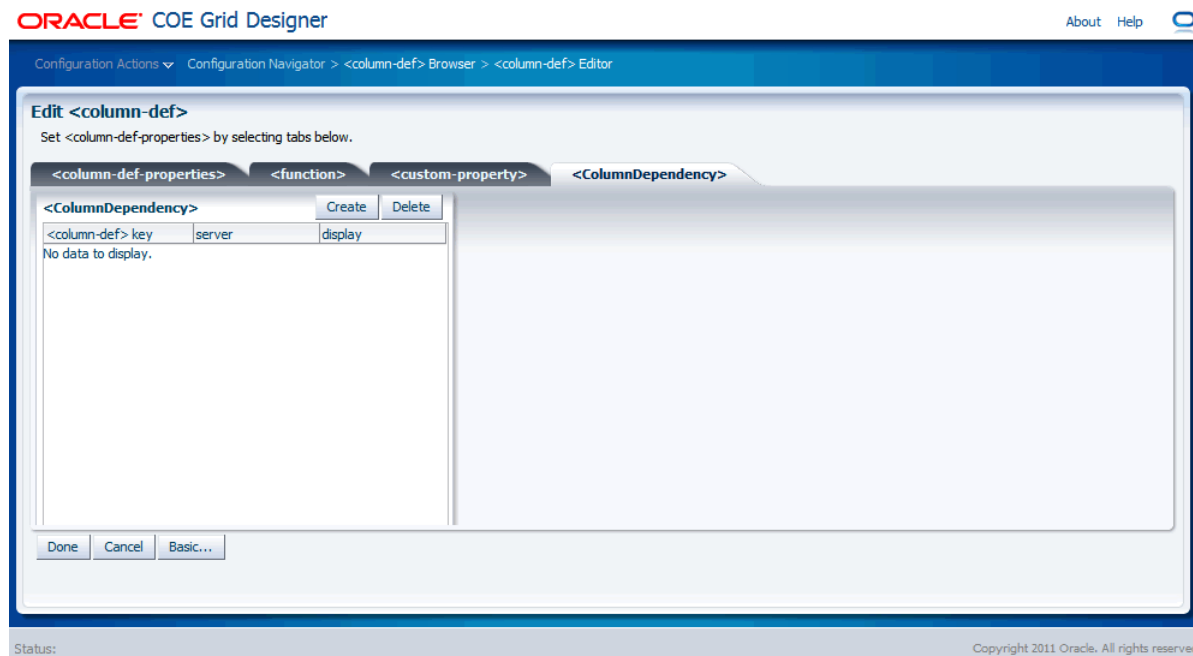 ORACLE COE Grid Designer
About Help
Configuration Actions Configuration Navigator > <column-def> Browser > <column-def> Editor
Edit <column-def>
Set <column-def-properties> by selecting tabs below.
<column-def-properties> <function> <custom-property> <ColumnDependency>
<ColumnDependency> Create Delete
<column-def> key server display
No data to display.
Done Cancel Basic...
Status: Copyright 2011 Oracle. All rights reserve